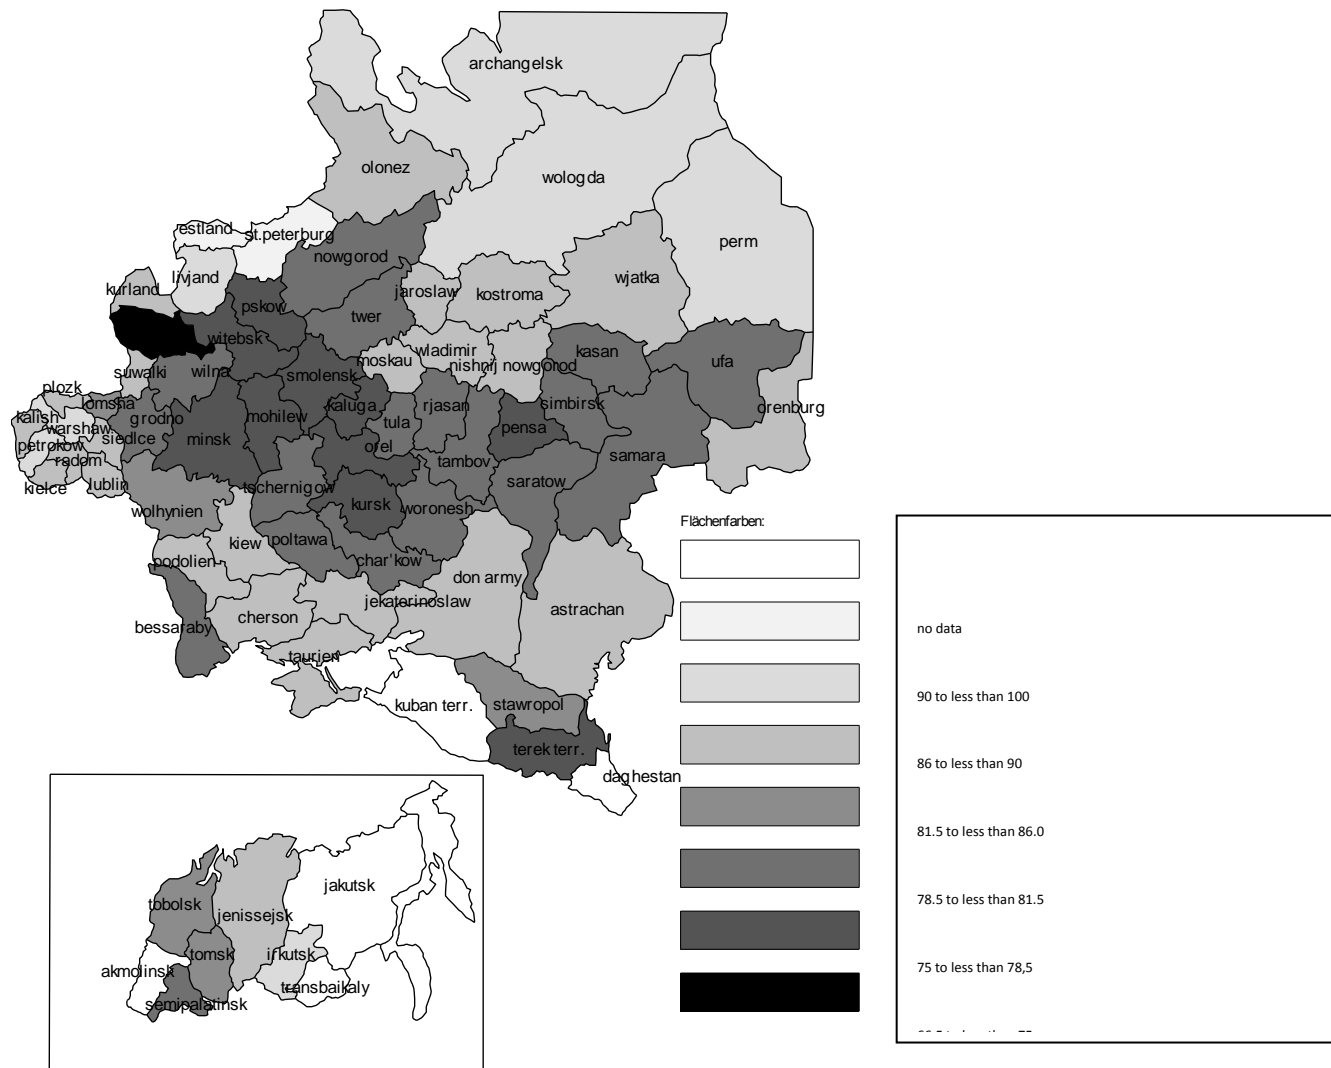 archangelsk
olonez
wologda
estland
st.peterburg
perm
nowgorod
livjand
wjatka
kurland
jaroslaw
kostroma
pskow
twer
witebsk
wladimir
kasan
moskau
nishnij nowgorod
ufa
suwalki
wilna
smolensk
plozk
lomsha
kaluga
rjasan
simbirsk
orenburg
kalish
grodno
mohilew
warshaw
tula
pensa
siedlce
minsk
petrokow
orel
samara
radom
tambov
kielce
lublin
tschernigow
saratow
wolhynien
kursk
woronesh
kiew
poltawa
podolien
char'kow
don army
jekaterinoslaw
astrachan
cherson
bessaraby
taurien
kuban terr.
stawropol
terek terr.
daghestan
jakutsk
tobolsk
jenissejsk
tomsk
irkutsk
akmolinsk
transbaikaly
semipalatinsk
Flächenfarben:
no data
90 to less than 100
86 to less than 90
81.5 to less than 86.0
78.5 to less than 81.5
75 to less than 78,5